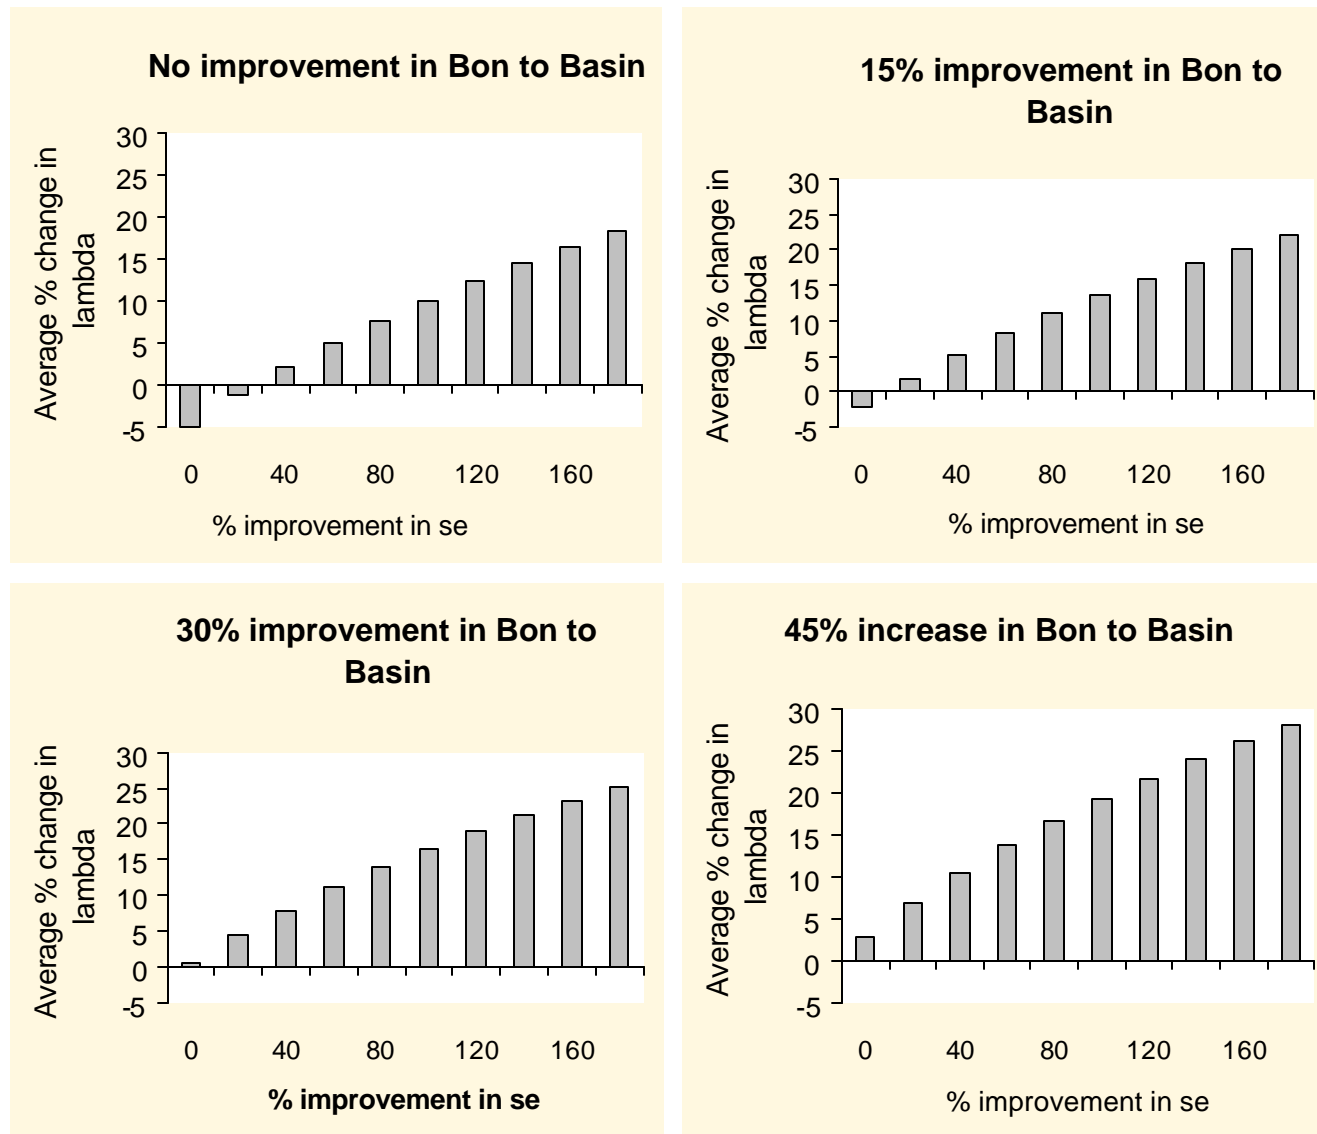 No improvement in Bon to Basin
Average % change in
lambda
30
25
20
15
10
5
0
-5
0 40 80 120 160
% improvement in se
15% improvement in Bon to
Basin
Average % change in
lambda
30
25
20
15
10
5
0
-5
0 40 80 120 160
% improvement in se
30% improvement in Bon to
Basin
Average % change in
lambda
30
25
20
15
10
5
0
-5
0 40 80 120 160
% improvement in se
45% increase in Bon to Basin
Average % change in
lambda
30
25
20
15
10
5
0
-5
0 40 80 120 160
% improvement in se